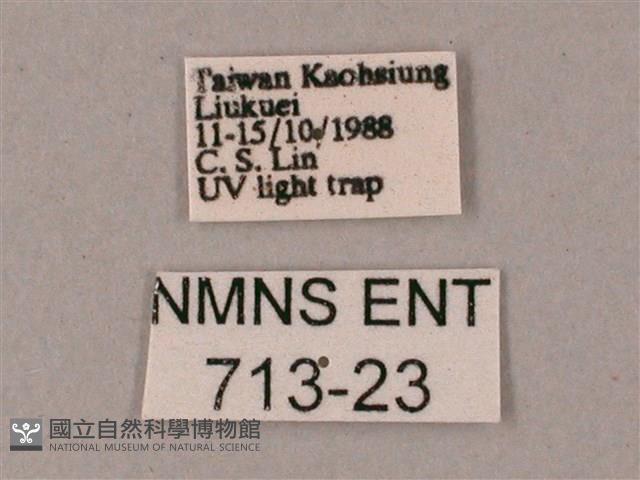 Taiwan Kaohsiung
Liukuei
11-15/10/1988
C. S. Lin
UV light trap
NMNS ENT
713-23
國立自然科學博物館
NATIONAL MUSEUM OF NATURAL SCIENCE